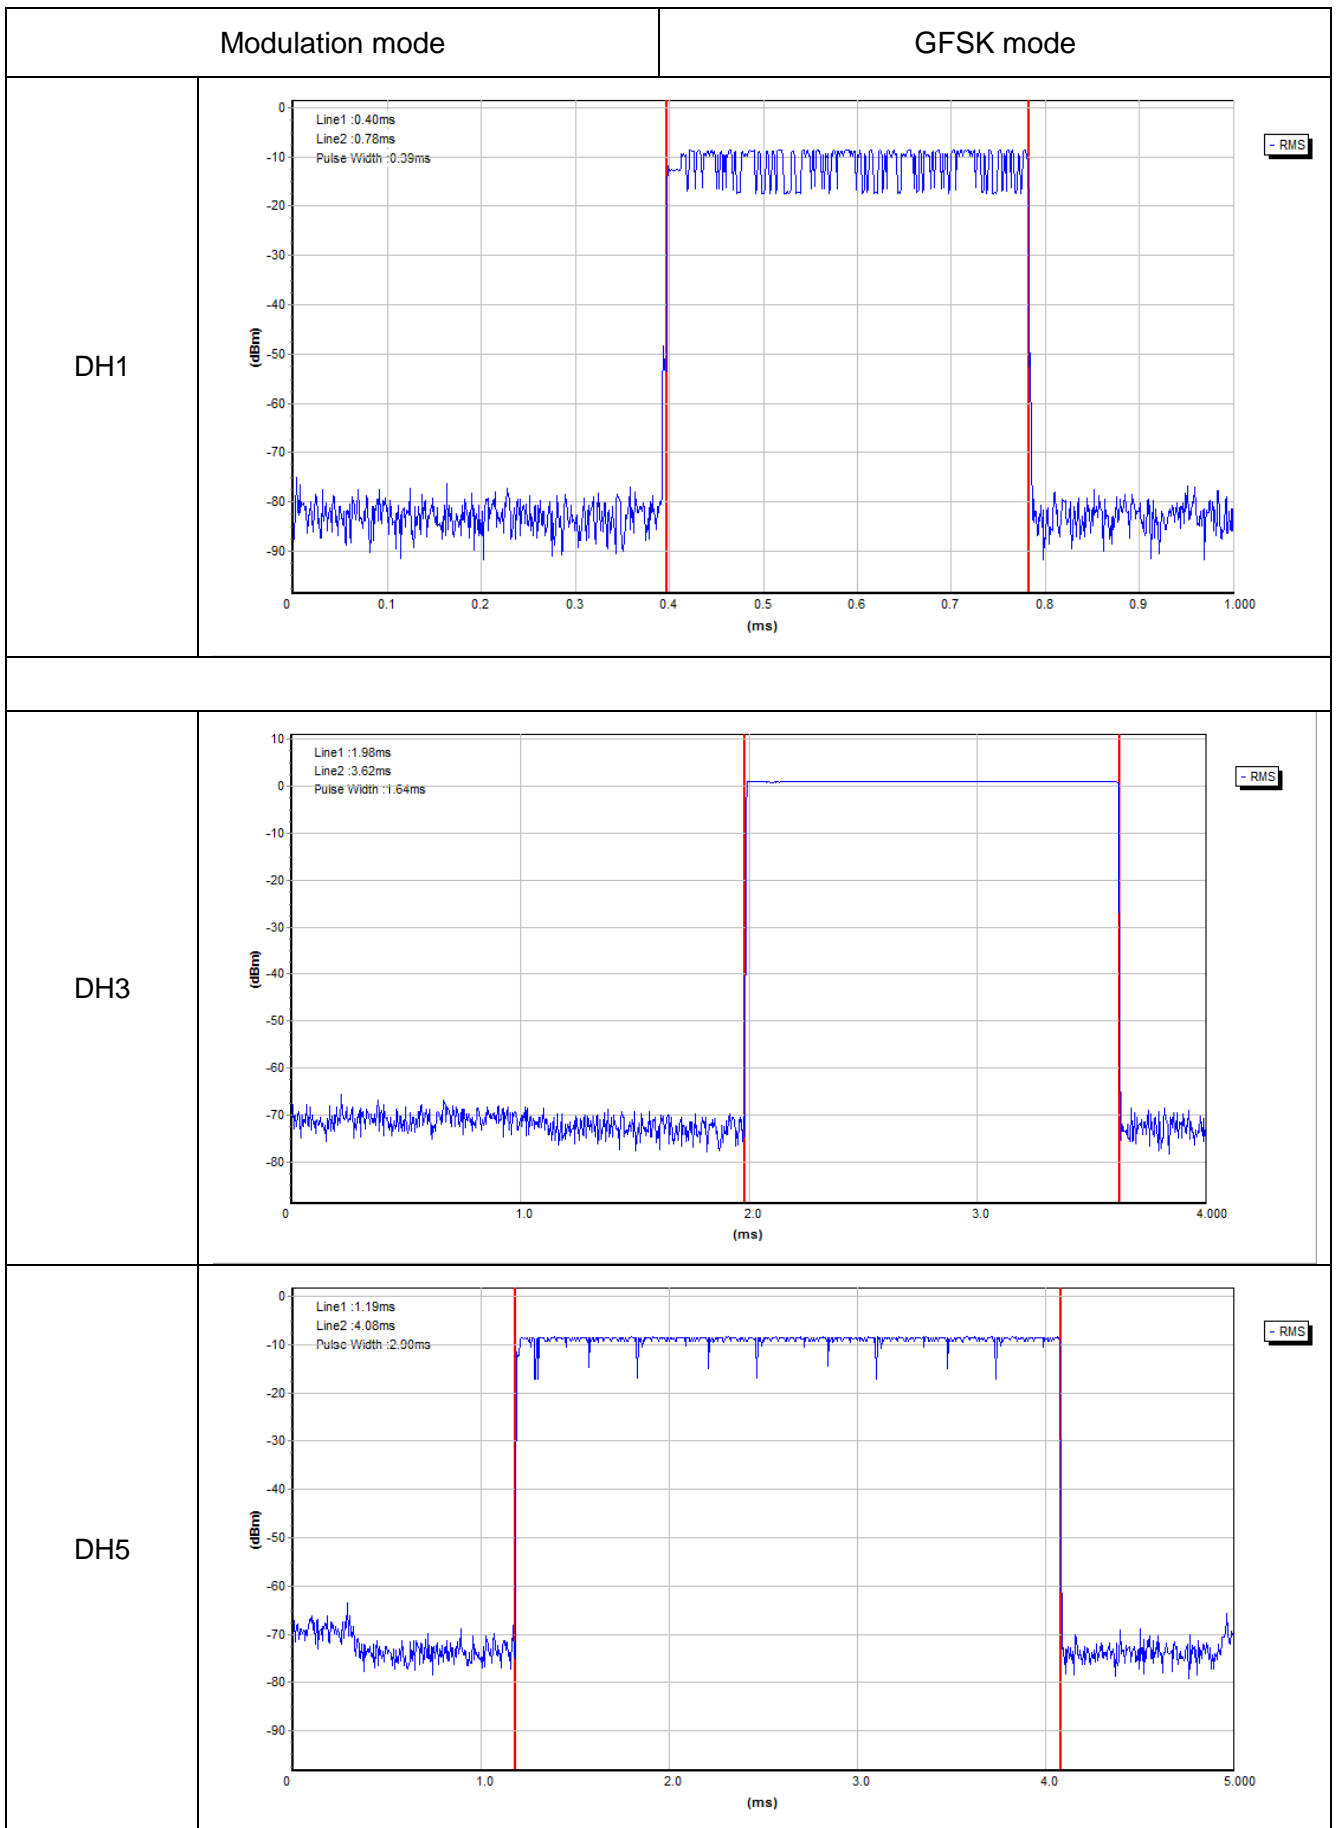 Modulation mode
GFSK mode
DH1
0
-10
-20
-30
-40
-50
-60
-70
-80
-90
(dBm)
Line1 :0.40ms
Line2 :0.78ms
Pulse Width :0.39ms
- RMS
0
0.1
0.2
0.3
0.4
0.5
0.6
0.7
0.8
0.9
1.000
(ms)
DH3
10
0
-10
-20
-30
-40
-50
-60
-70
-80
(dBm)
Line1 :1.98ms
Line2 :3.62ms
Pulse Width :1.64ms
- RMS
0
1.0
2.0
3.0
4.000
(ms)
DH5
0
-10
-20
-30
-40
-50
-60
-70
-80
-90
(dBm)
Line1 :1.19ms
Line2 :4.08ms
Pulse Width :2.90ms
- RMS
0
1.0
2.0
3.0
4.0
5.000
(ms)